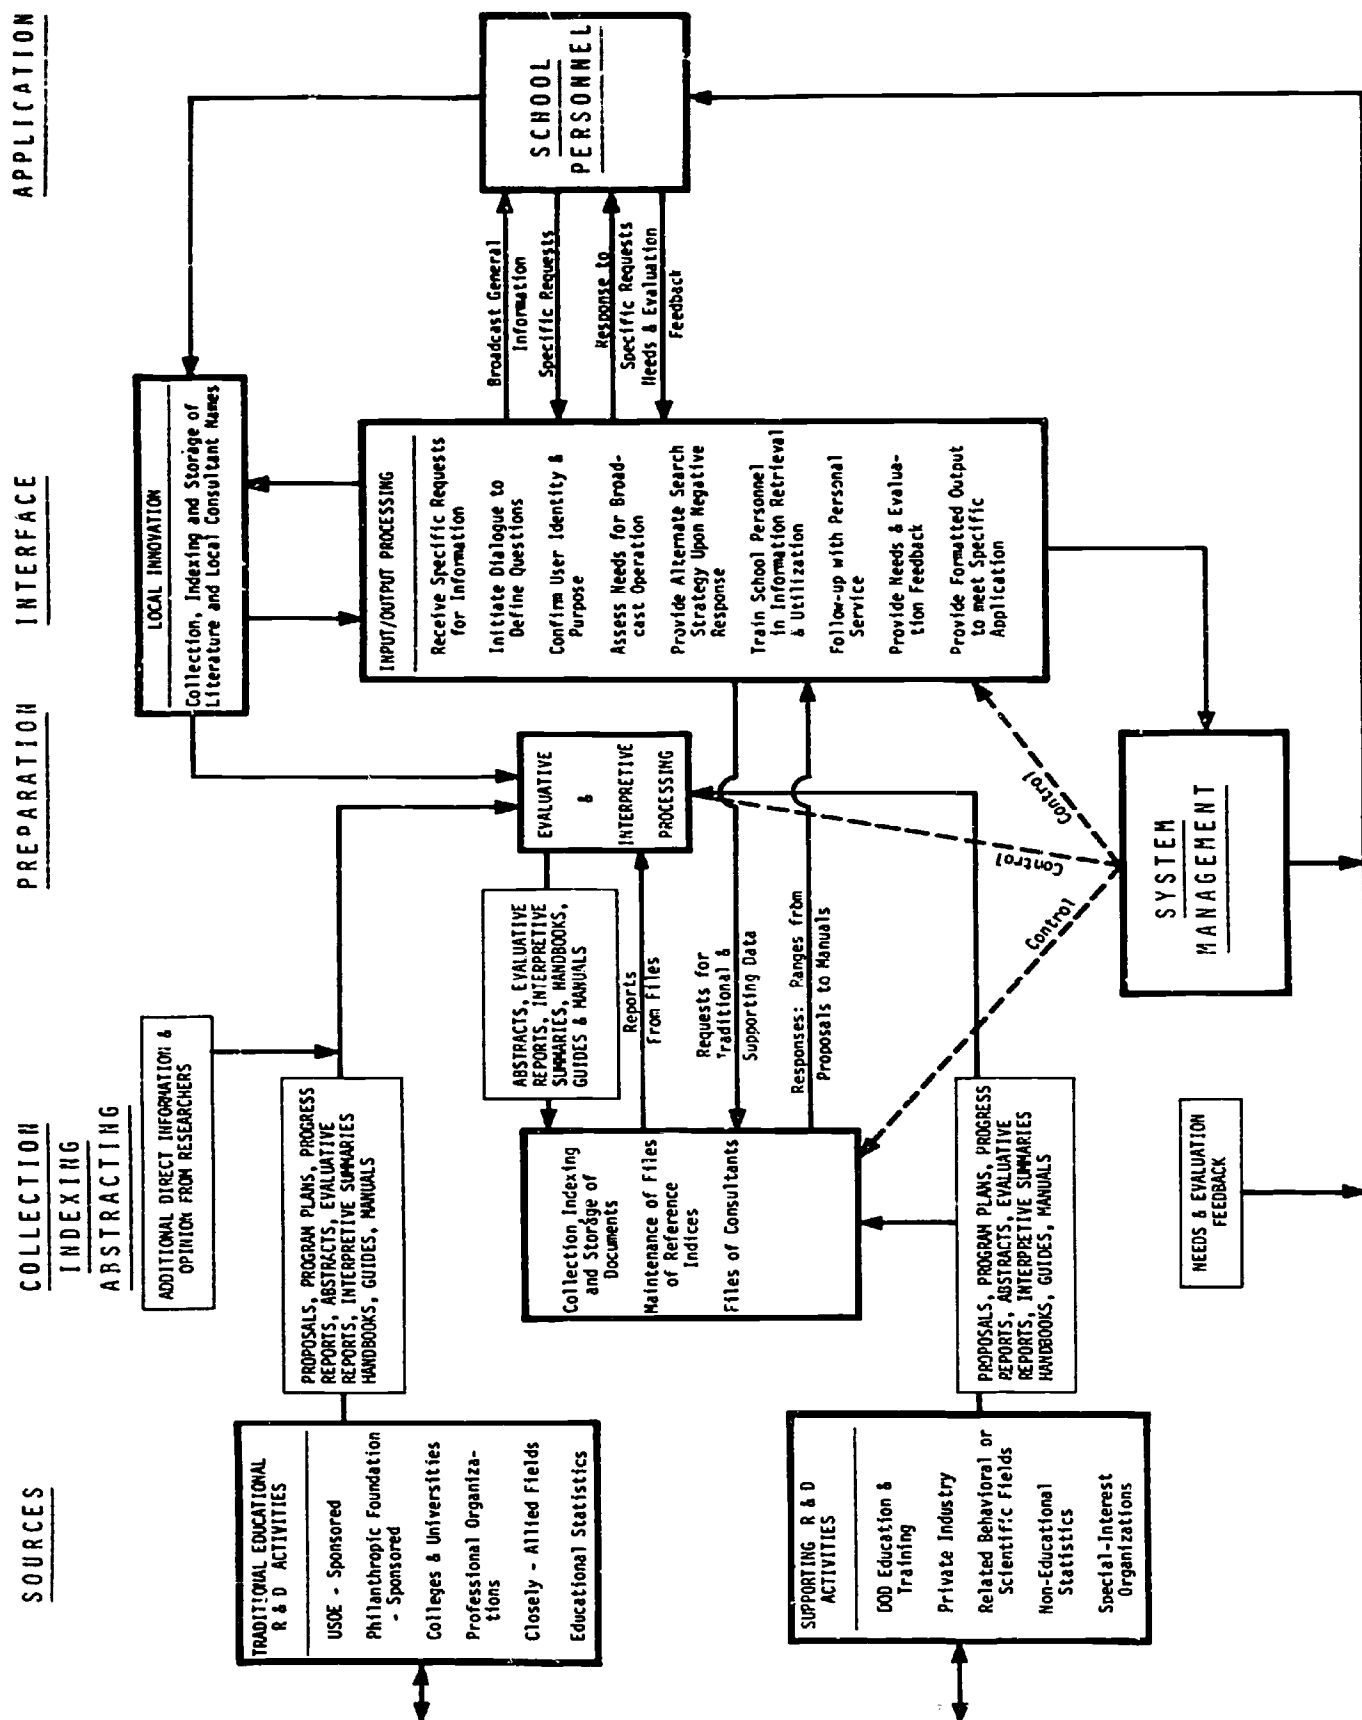 SOURCES
COLLECTION
INDEXING
ABSTRACTING
PREPARATION
INTERFACE
APPLICATION
TRADITIONAL EDUCATIONAL
R & D ACTIVITIES
USOE - Sponsored
Philanthropic Foundation
- Sponsored
Colleges & Universities
Professional Organiza-
tions
Closely - Allied Fields
Educational Statistics
SUPPORTING R & D
ACTIVITIES
DOD Education &
Training
Private Industry
Related Behavioral or
Scientific Fields
Non-Educational
Statistics
Special-Interest
Organizations
ADDITIONAL DIRECT INFORMATION &
OPINION FROM RESEARCHERS
PROPOSALS, PROGRAM PLANS, PROGRESS
REPORTS, ABSTRACTS, EVALUATIVE
REPORTS, INTERPRETIVE SUMMARIES
HANDBOOKS, GUIDES, MANUALS
Collection Indexing
and Storage of
Documents
Maintenance of Files
of Reference
Indices
Files of Consultants
PROPOSALS, PROGRAM PLANS, PROGRESS
REPORTS, ABSTRACTS, EVALUATIVE
REPORTS, INTERPRETIVE SUMMARIES
HANDBOOKS, GUIDES, MANUALS
NEEDS & EVALUATION
FEEDBACK
ABSTRACTS, EVALUATIVE
REPORTS, INTERPRETIVE
SUMMARIES, HANDBOOKS,
GUIDES & MANUALS
Reports
From Files
Requests for
Traditional &
Supporting Data
Responses: Ranges from
Proposals to Manuals
EVALUATIVE
&
INTERPRETIVE
PROCESSING
Control
Control
Control
SYSTEM
MANAGEMENT
LOCAL INNOVATION
Collection, Indexing and Storage of
Literature and Local Consultant Names
INPUT/OUTPUT PROCESSING
Receive Specific Requests
for Information
Initiate Dialogue to
Define Questions
Confirm User Identity &
Purpose
Assess Needs for Broad-
cast Operation
Provide Alternate Search
Strategy Upon Negative
Response
Train School Personnel
in Information Retrieval
& Utilization
Follow-up with Personal
Service
Provide Needs & Evalua-
tion Feedback
Provide Formatted Output
to meet Specific
Application
Broadcast General
Information
Specific Requests
Response to
Specific Requests
Needs & Evaluation
Feedback
SCHOOL
PERSONNEL